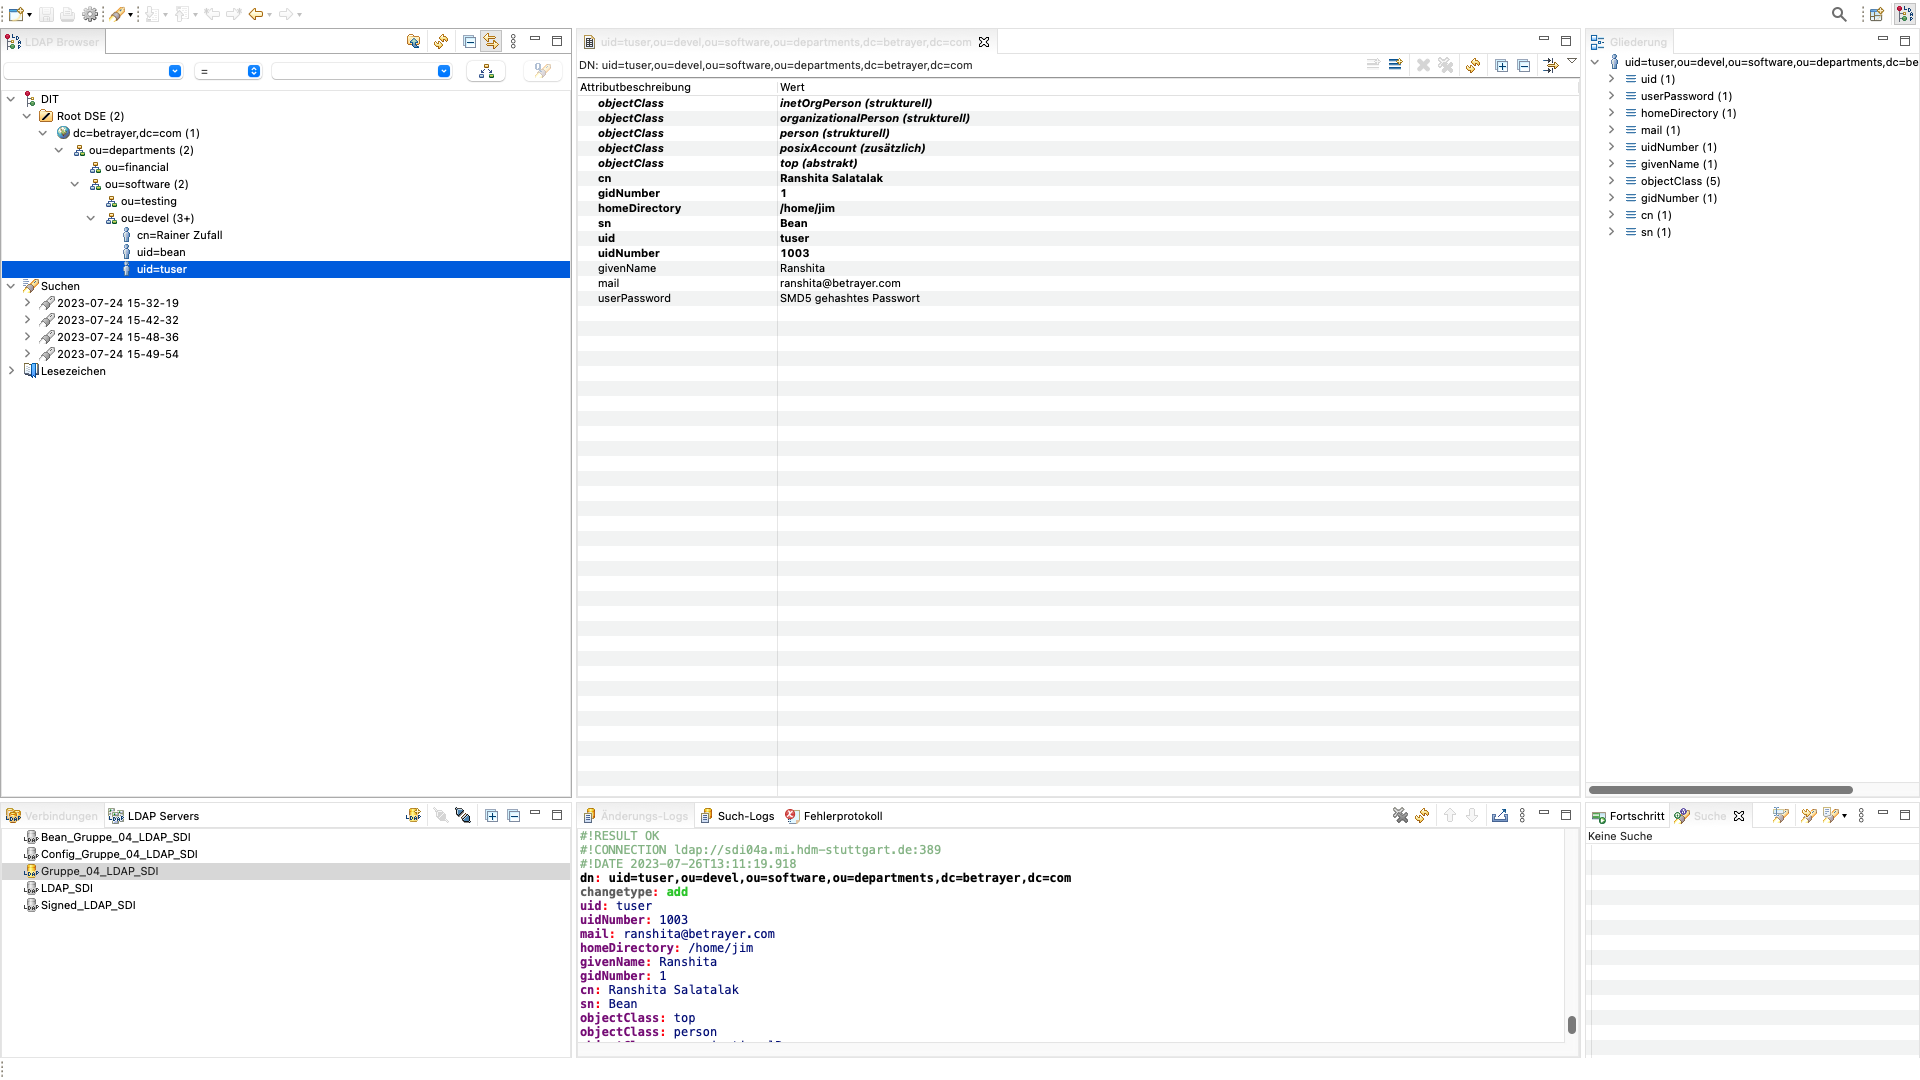 LDAP Browser
=
DIT
Root DSE (2)
dc=betrayer,dc=com (1)
ou=departments (2)
ou=financial
ou=software (2)
ou=testing
ou=devel (3+)
cn=Rainer Zufall
uid=bean
uid=tuser
Suchen
2023-07-24 15-32-19
2023-07-24 15-42-32
2023-07-24 15-48-36
2023-07-24 15-49-54
Lesezeichen
uid=tuser,ou=devel,ou=software,ou=departments,dc=betrayer,dc=com
DN: uid=tuser,ou=devel,ou=software,ou=departments,dc=betrayer,dc=com
Attributbeschreibung Wert
objectClass inetOrgPerson (strukturell)
objectClass organizationalPerson (strukturell)
objectClass person (strukturell)
objectClass posixAccount (zusätzlich)
objectClass top (abstrakt)
cn Ranshita Salatalak
gidNumber 1
homeDirectory /home/jim
sn Bean
uid tuser
uidNumber 1003
givenName Ranshita
mail ranshita@betrayer.com
userPassword SMD5 gehashtes Passwort
Gliederung
uid=tuser,ou=devel,ou=software,ou=departments,dc=be
uid (1)
userPassword (1)
homeDirectory (1)
mail (1)
uidNumber (1)
givenName (1)
objectClass (5)
gidNumber (1)
cn (1)
sn (1)
Verbindungen LDAP Servers
Bean_Gruppe_04_LDAP_SDI
Config_Gruppe_04_LDAP_SDI
Gruppe_04_LDAP_SDI
LDAP_SDI
Signed_LDAP_SDI
Änderungs-Logs Such-Logs Fehlerprotokoll
#!RESULT OK
#!CONNECTION ldap://sdi04a.mi.hdm-stuttgart.de:389
#!DATE 2023-07-26T13:11:19.918
dn: uid=tuser,ou=devel,ou=software,ou=departments,dc=betrayer,dc=com
changetype: add
uid: tuser
uidNumber: 1003
mail: ranshita@betrayer.com
homeDirectory: /home/jim
givenName: Ranshita
gidNumber: 1
cn: Ranshita Salatalak
sn: Bean
objectClass: top
objectClass: person
Fortschritt Suche
Keine Suche